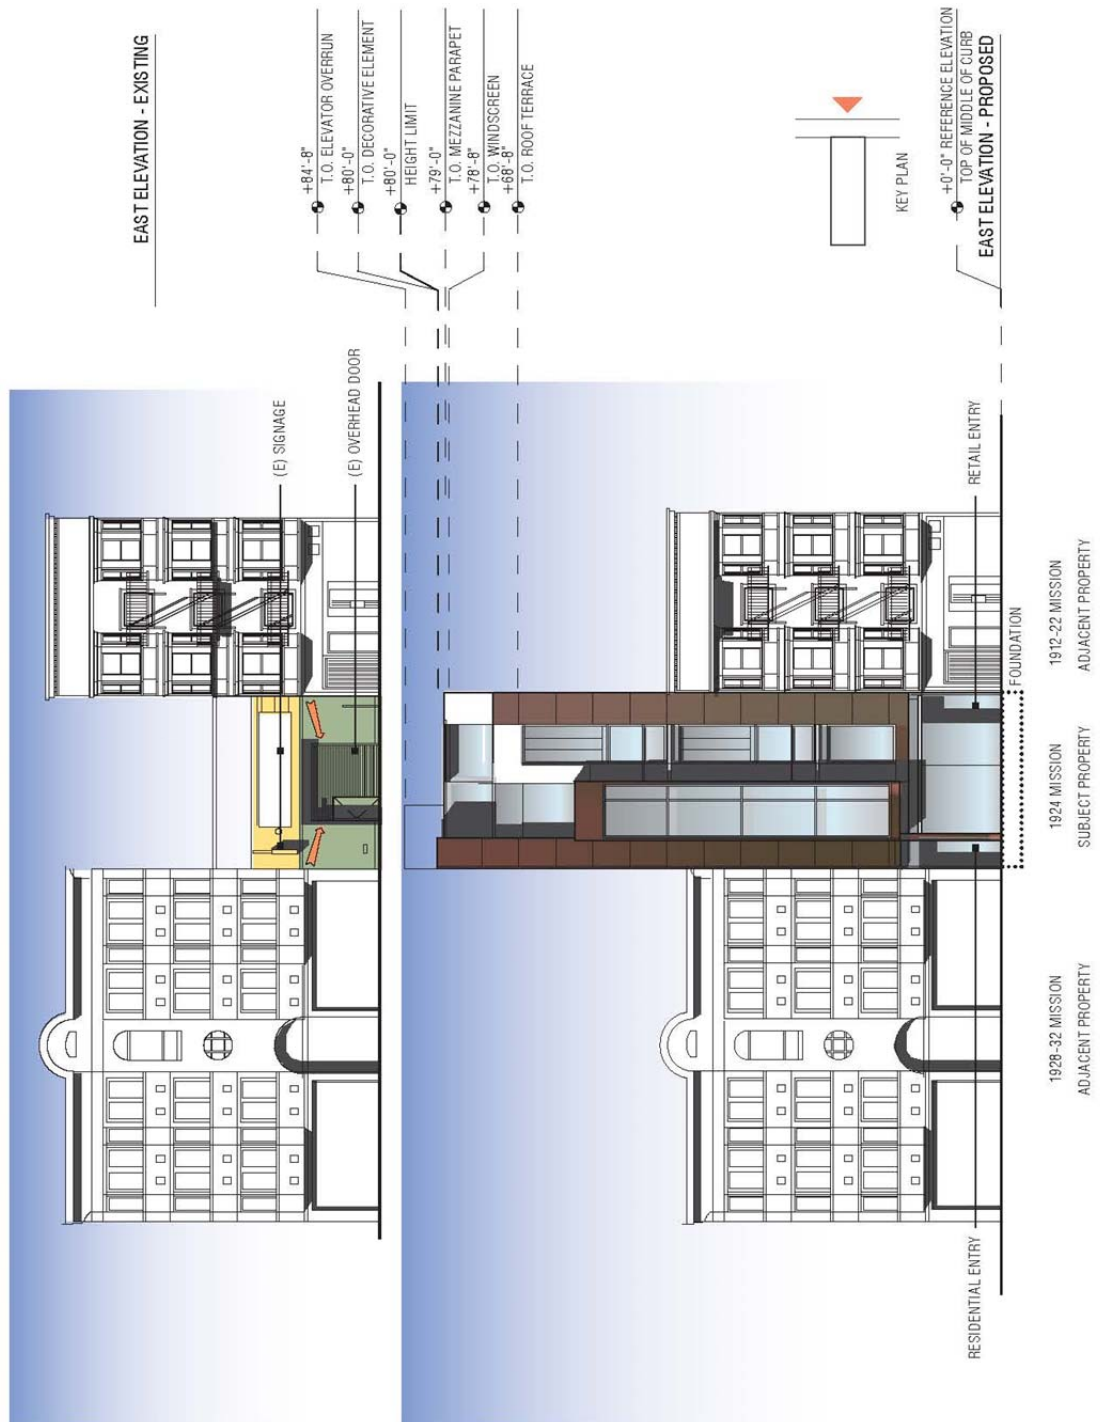 EAST ELEVATION - EXISTING
(E) SIGNAGE
(E) OVERHEAD DOOR
+84'-8"
T.O. ELEVATOR OVERRUN
+80'-0"
T.O. DECORATIVE ELEMENT
+80'-0"
HEIGHT LIMIT
+79'-0"
T.O. MEZZANINE PARAPET
+78'-8"
T.O. WINDSCREEN
+68'-8"
T.O. ROOF TERRACE
KEY PLAN
+0'-0" REFERENCE ELEVATION
TOP OF MIDDLE OF CURB
EAST ELEVATION - PROPOSED
RESIDENTIAL ENTRY
RETAIL ENTRY
FOUNDATION
1928-32 MISSION
ADJACENT PROPERTY
1924 MISSION
SUBJECT PROPERTY
1912-22 MISSION
ADJACENT PROPERTY